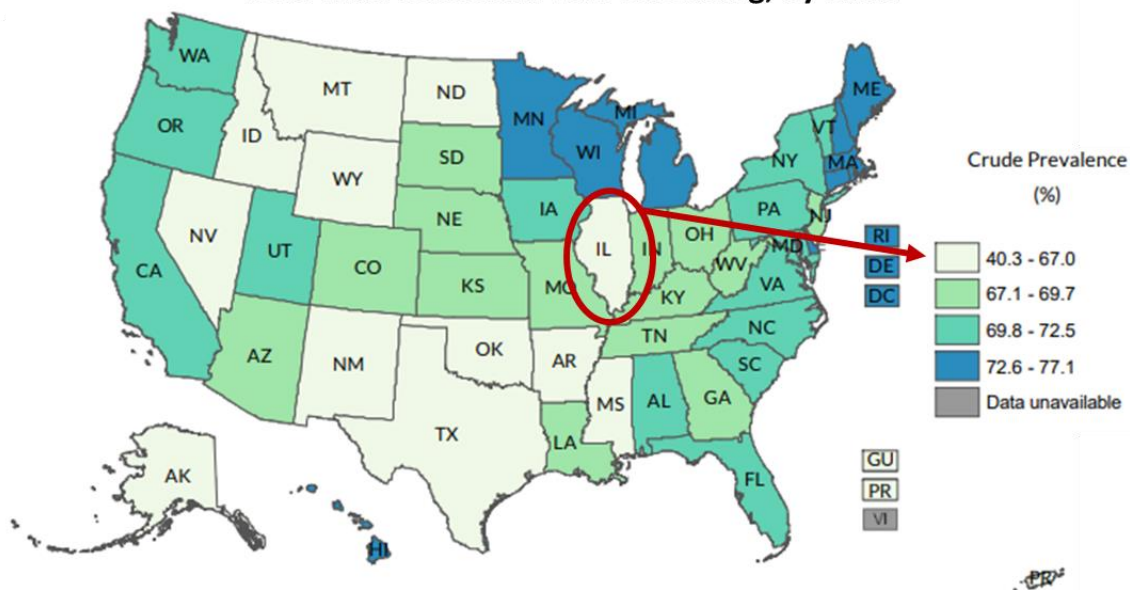 WA
MT
ND
MN
MI
ME
VT
OR
ID
SD
WI
NY
MA
WY
IA
PA
NJ
NE
OH
RI
NV
UT
IL
IN
MD
DE
CA
CO
KS
MO
WV
VA
DC
KY
NC
AZ
NM
OK
AR
TN
SC
TX
MS
AL
GA
LA
FL
AK
HI
GU
PR
VI
PR
Crude Prevalence
(%)
40.3 - 67.0
67.1 - 69.7
69.8 - 72.5
72.6 - 77.1
Data unavailable